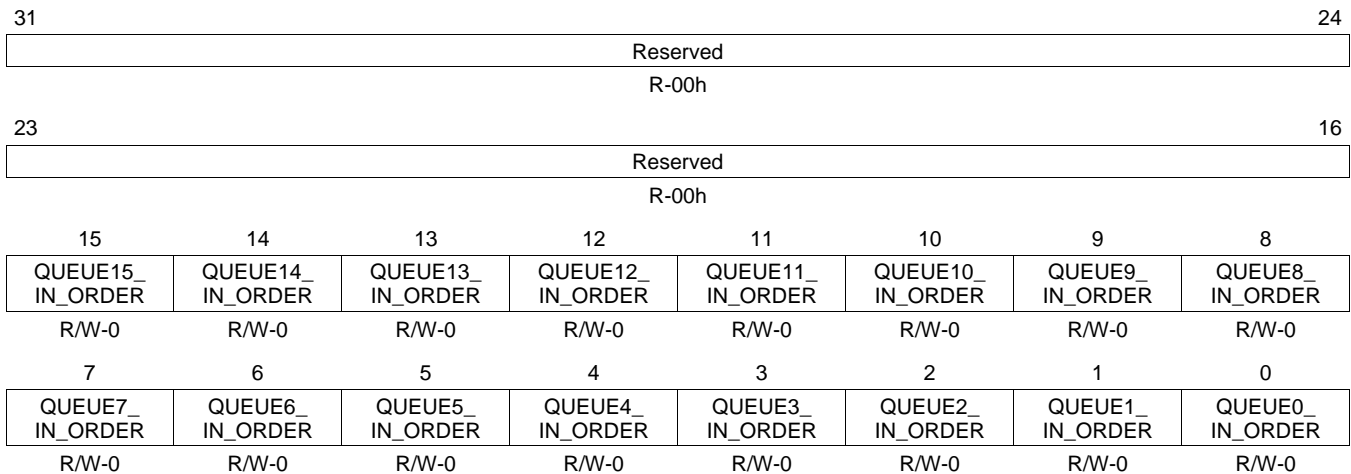 31 24
Reserved
R-00h
23 16
Reserved
R-00h
15 14 13 12 11 10 9 8
QUEUE15_ QUEUE14_ QUEUE13_ QUEUE12_ QUEUE11_ QUEUE10_ QUEUE9_ QUEUE8_
IN_ORDER IN_ORDER IN_ORDER IN_ORDER IN_ORDER IN_ORDER IN_ORDER IN_ORDER
R/W-0 R/W-0 R/W-0 R/W-0 R/W-0 R/W-0 R/W-0 R/W-0
7 6 5 4 3 2 1 0
QUEUE7_ QUEUE6_ QUEUE5_ QUEUE4_ QUEUE3_ QUEUE2_ QUEUE1_ QUEUE0_
IN_ORDER IN_ORDER IN_ORDER IN_ORDER IN_ORDER IN_ORDER IN_ORDER IN_ORDER
R/W-0 R/W-0 R/W-0 R/W-0 R/W-0 R/W-0 R/W-0 R/W-0